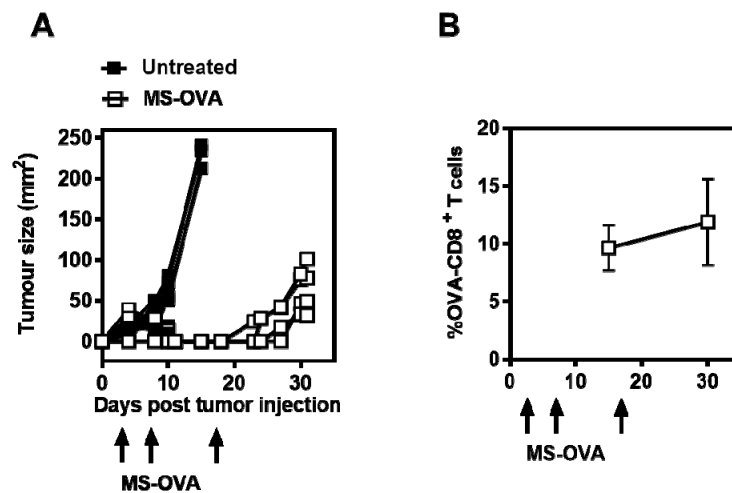 A
Untreated
MS-OVA
Tumour size (mm²)
250
200
150
100
50
0
0 10 20 30
Days post tumor injection
MS-OVA
B
%OVA-CD8 + T cells
20
15
10
5
0
0 10 20 30
MS-OVA